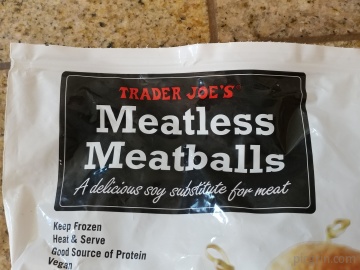 TRADER JOE'S
Meatless
Meatballs
A delicious soy substitute for meat
Keep Frozen
Heat & Serve
Good Source of Protein
Vegan